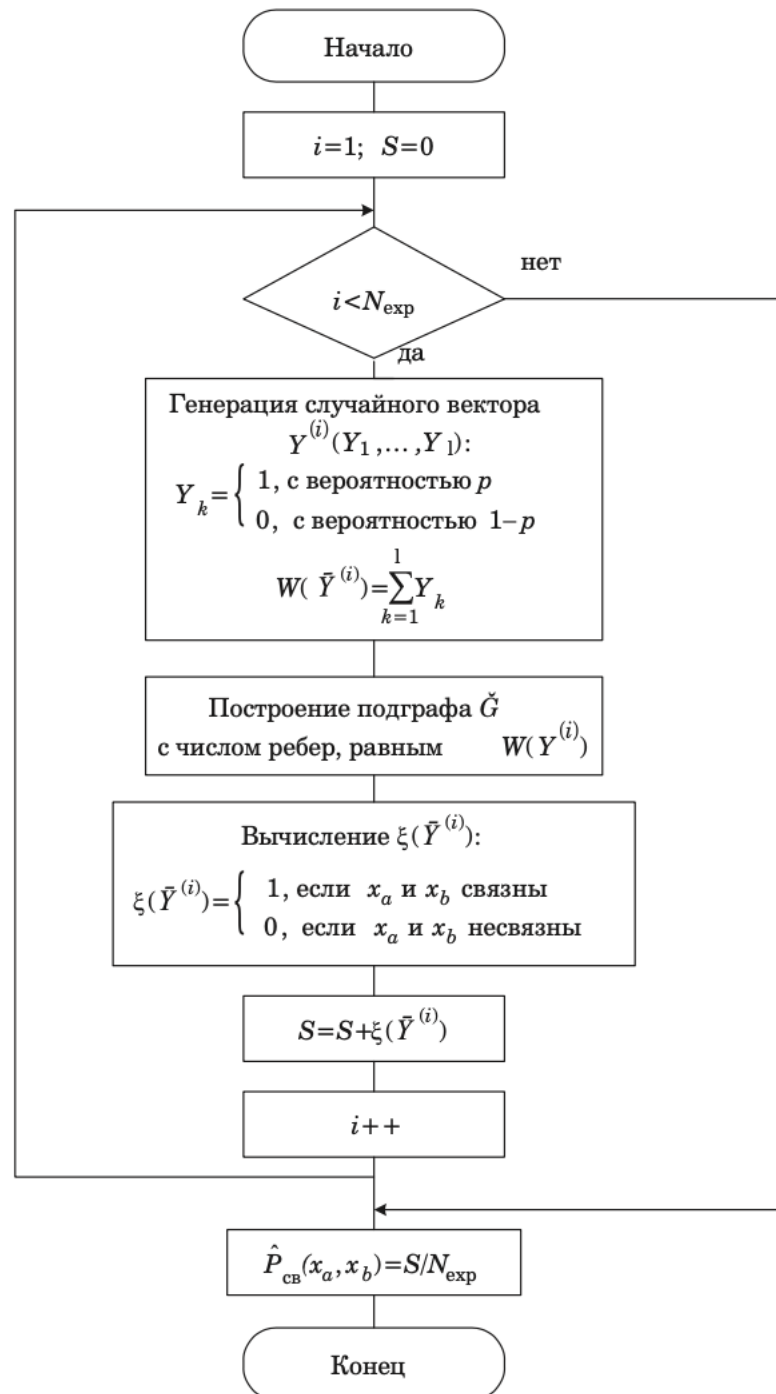 Начало
i=1; S=0
i<N_exp
нет
да
Генерация случайного вектора
Y^(i)(Y_1,...,Y_l):
Y_k={ 1, с вероятностью p
0, с вероятностью 1–p
W(Ȳ^(i))=∑_{k=1}^{l}Y_k
Построение подграфа Ğ
с числом ребер, равным W(Y^(i))
Вычисление ξ(Ȳ^(i)):
ξ(Ȳ^(i))={ 1, если x_a и x_b связны
0, если x_a и x_b несвязны
S=S+ξ(Ȳ^(i))
i++
P̂_св(x_a,x_b)=S/N_exp
Конец